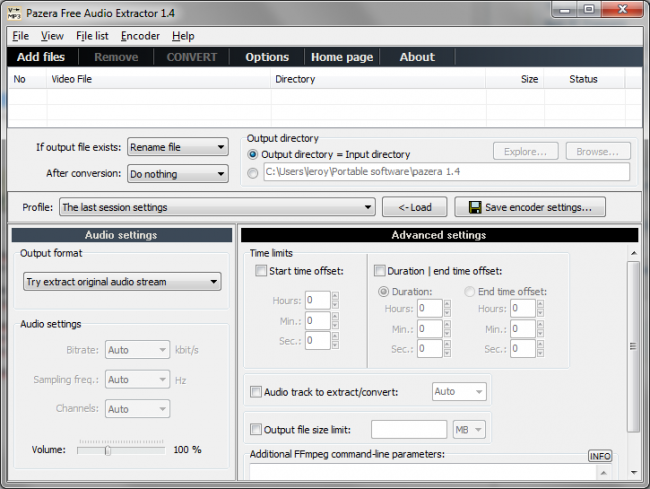 V->
MP3
Pazera Free Audio Extractor 1.4
File View File list Encoder Help
Add files Remove CONVERT Options Home page About
No Video File Directory Size Status
If output file exists: Rename file
After conversion: Do nothing
Output directory
Output directory = Input directory
Explore... Browse...
C:\Users\leroy\Portable software\pazera 1.4
Profile: The last session settings <- Load Save encoder settings...
Audio settings
Output format
Try extract original audio stream
Audio settings
Bitrate: Auto kbit/s
Sampling freq.: Auto Hz
Channels: Auto
Volume: 100 %
Advanced settings
Time limits
Start time offset:
Hours: 0
Min.: 0
Sec.: 0
Duration | end time offset:
Duration: End time offset:
Hours: 0 Hours: 0
Min.: 0 Min.: 0
Sec.: 0 Sec.: 0
Audio track to extract/convert: Auto
Output file size limit: MB
Additional FFmpeg command-line parameters: INFO